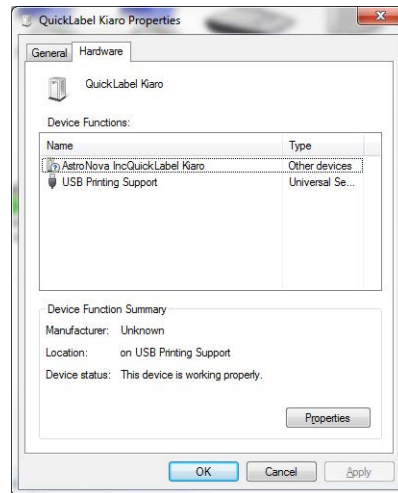 QuickLabel Kiaro Properties
General Hardware
QuickLabel Kiaro
Device Functions:
Name Type
AstroNova IncQuickLabel Kiaro Other devices
USB Printing Support Universal Se...
Device Function Summary
Manufacturer: Unknown
Location: on USB Printing Support
Device status: This device is working properly.
Properties
OK Cancel Apply